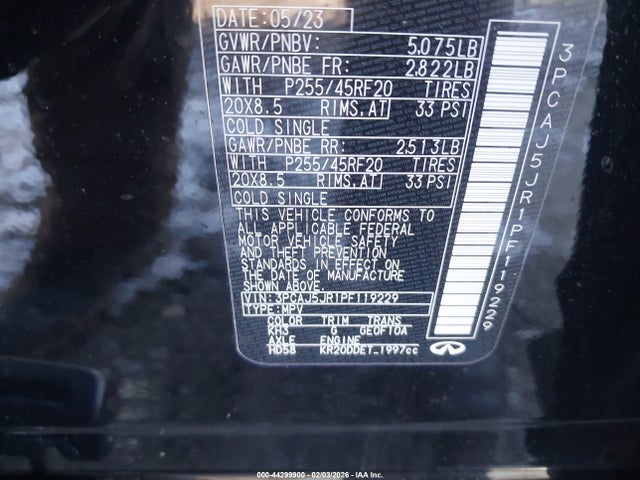 DATE: 05/23
GVWR/PNBV: 5,075LB
GAWR/PNBE FR: 2,822LB
WITH P255/45RF20 TIRES
20X8.5 RIMS,AT 33 PSI
COLD SINGLE
GAWR/PNBE RR: 2,513LB
WITH P255/45RF20 TIRES
20X8.5 RIMS,AT 33 PSI
COLD SINGLE
THIS VEHICLE CONFORMS TO
ALL APPLICABLE FEDERAL
MOTOR VEHICLE SAFETY
AND THEFT PREVENTION
STANDARDS IN EFFECT ON
THE DATE OF MANUFACTURE
SHOWN ABOVE.
VIN: 3PCAJ5JR1PF119229
TYPE: MPV
COLOR TRIM TRANS
KH3 G GE0F10A
AXLE ENGINE
HD58 KR20DDET 1997cc
3PCAJ5JR1PF119229
000-44299900 - 02/03/2026 - IAA Inc.